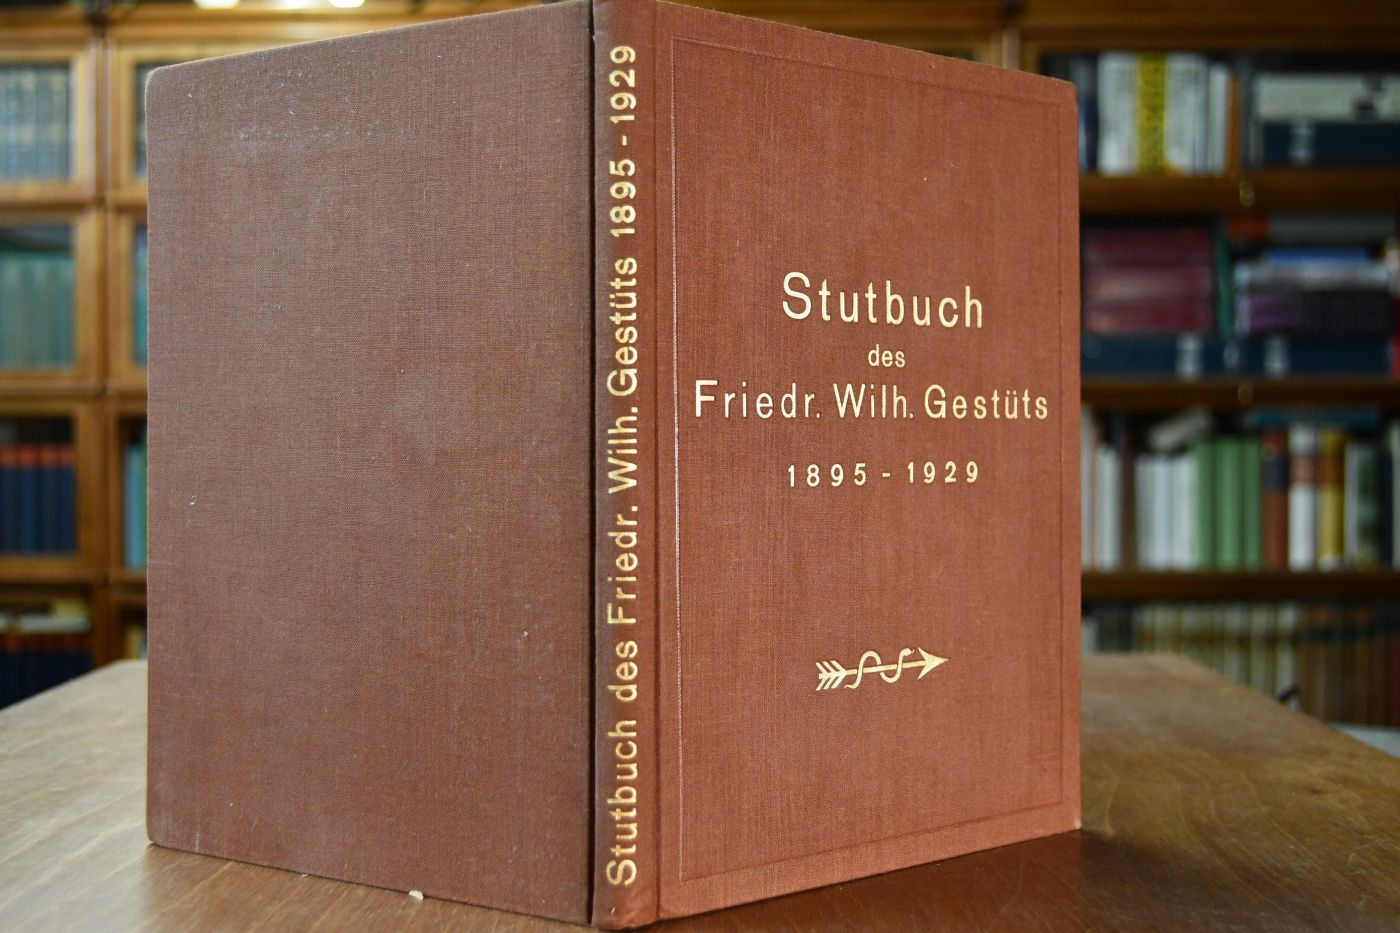 Stutbuch des Friedr. Wilh. Gestüts 1895 - 1929
Stutbuch
des
Friedr. Wilh. Gestüts
1895 - 1929